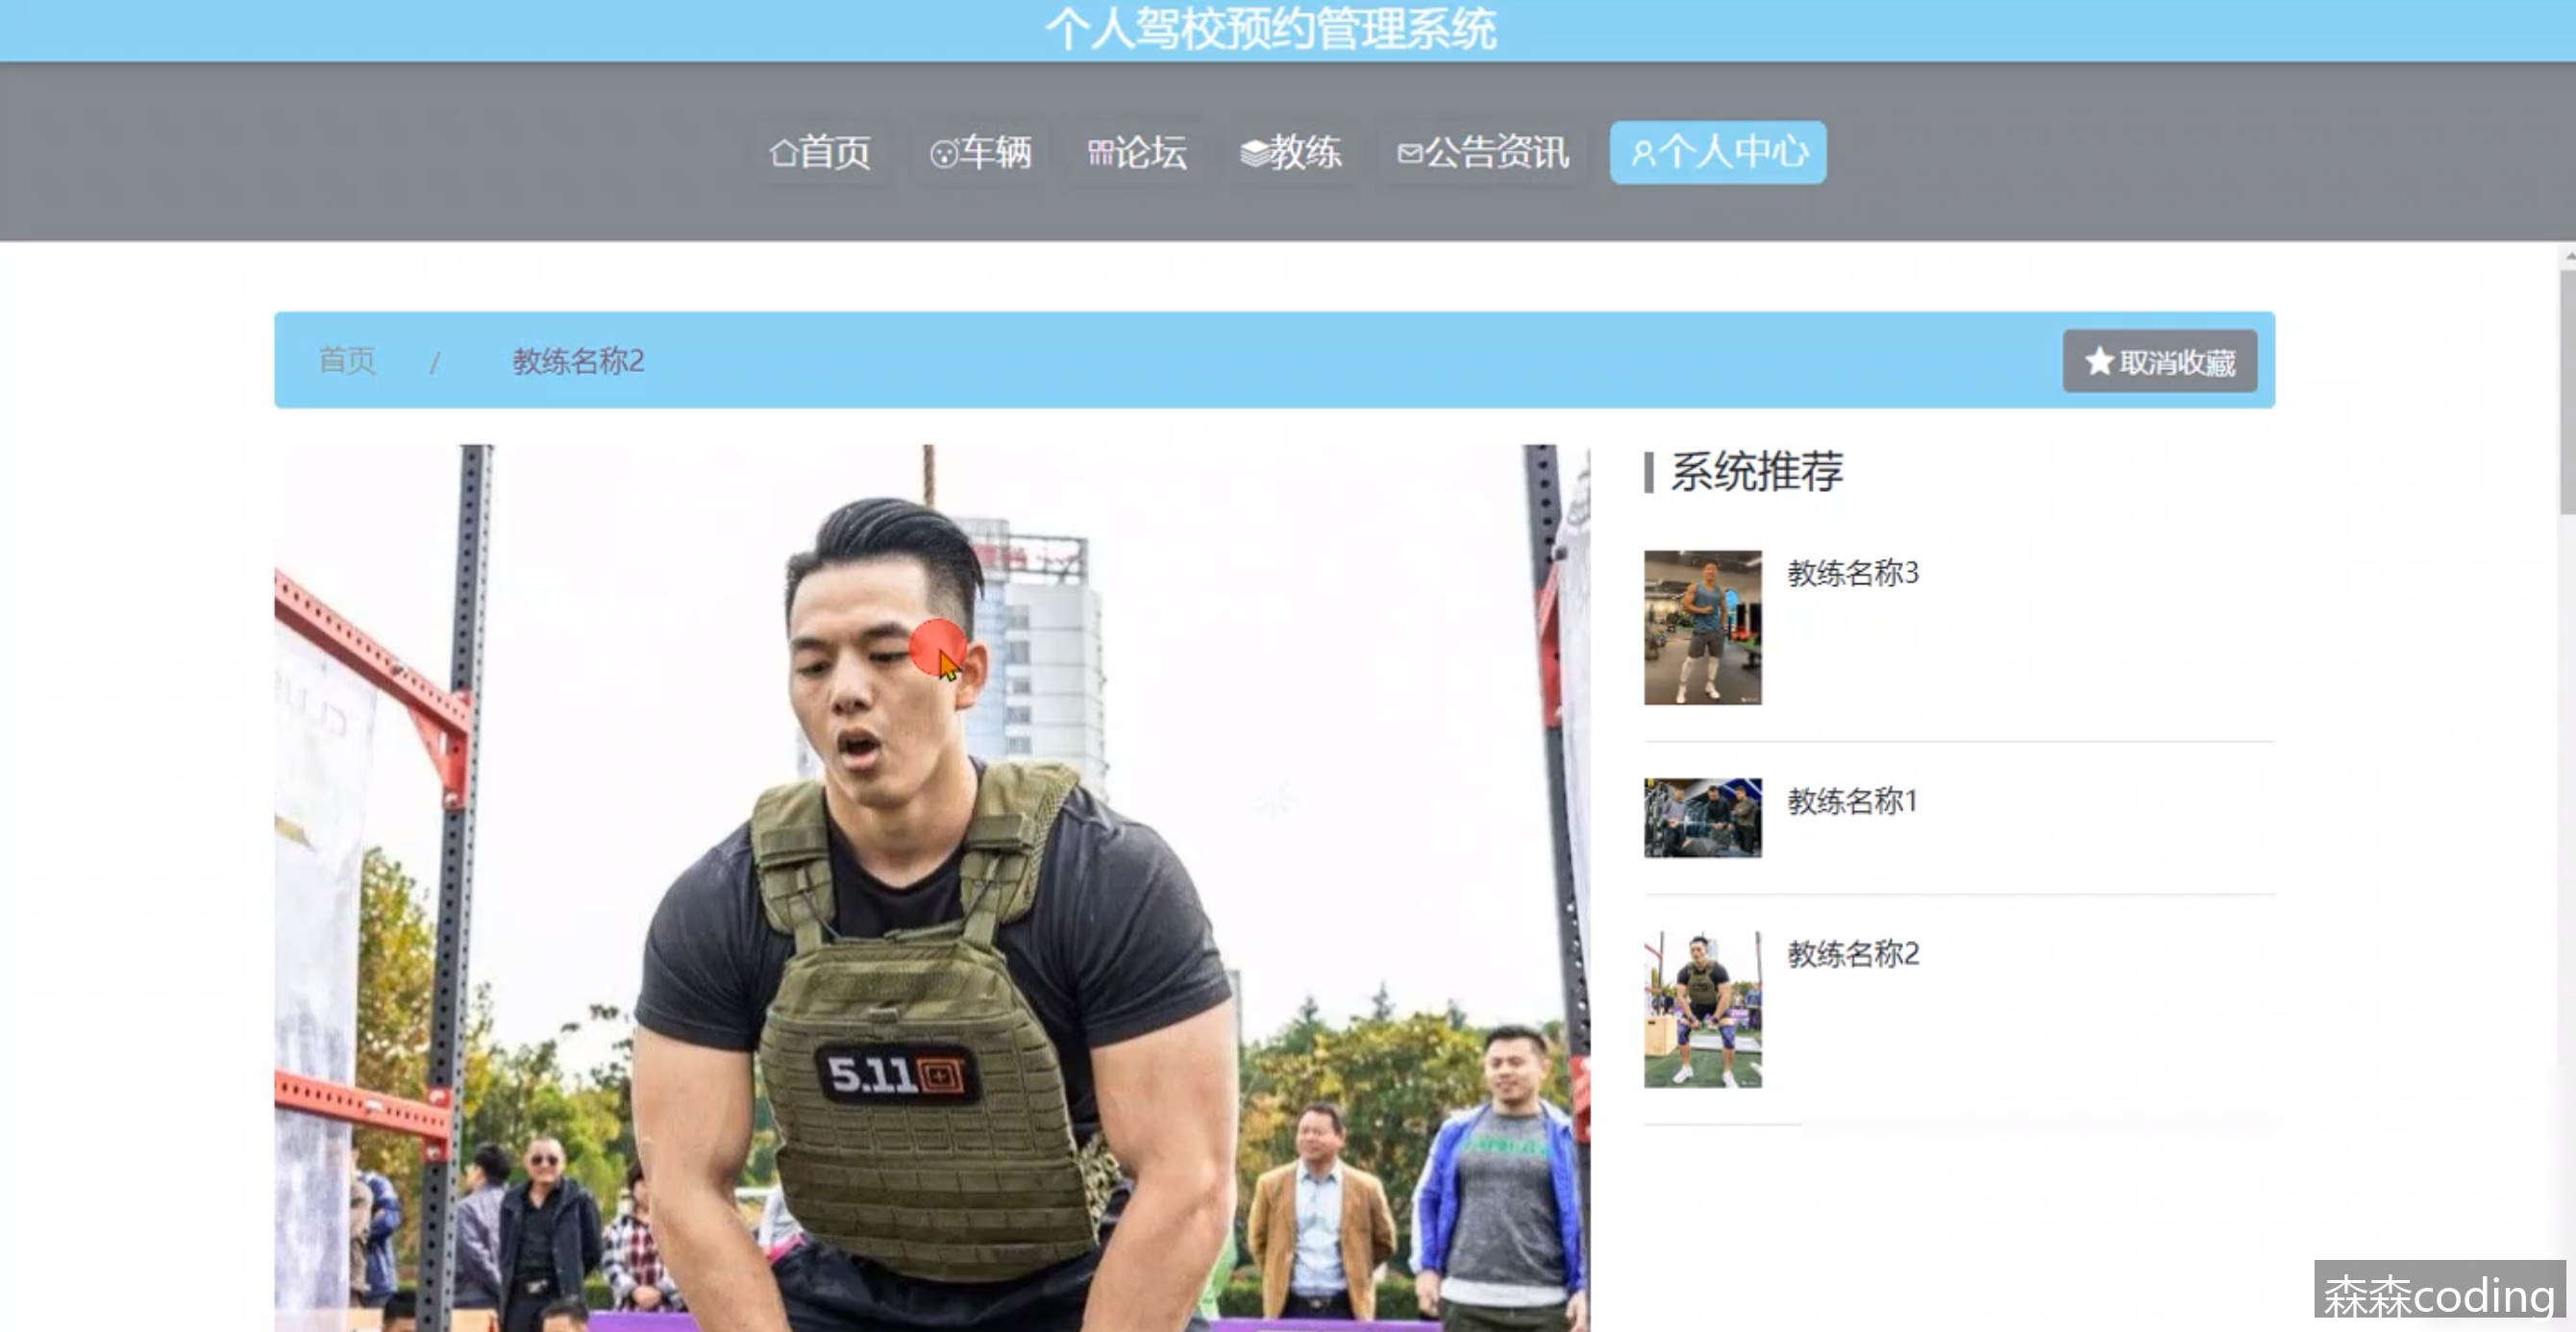 个人驾校预约管理系统
首页 车辆 论坛 教练 公告资讯 个人中心
首页 / 教练名称2 取消收藏
系统推荐
教练名称3
教练名称1
教练名称2
5.11
森森coding